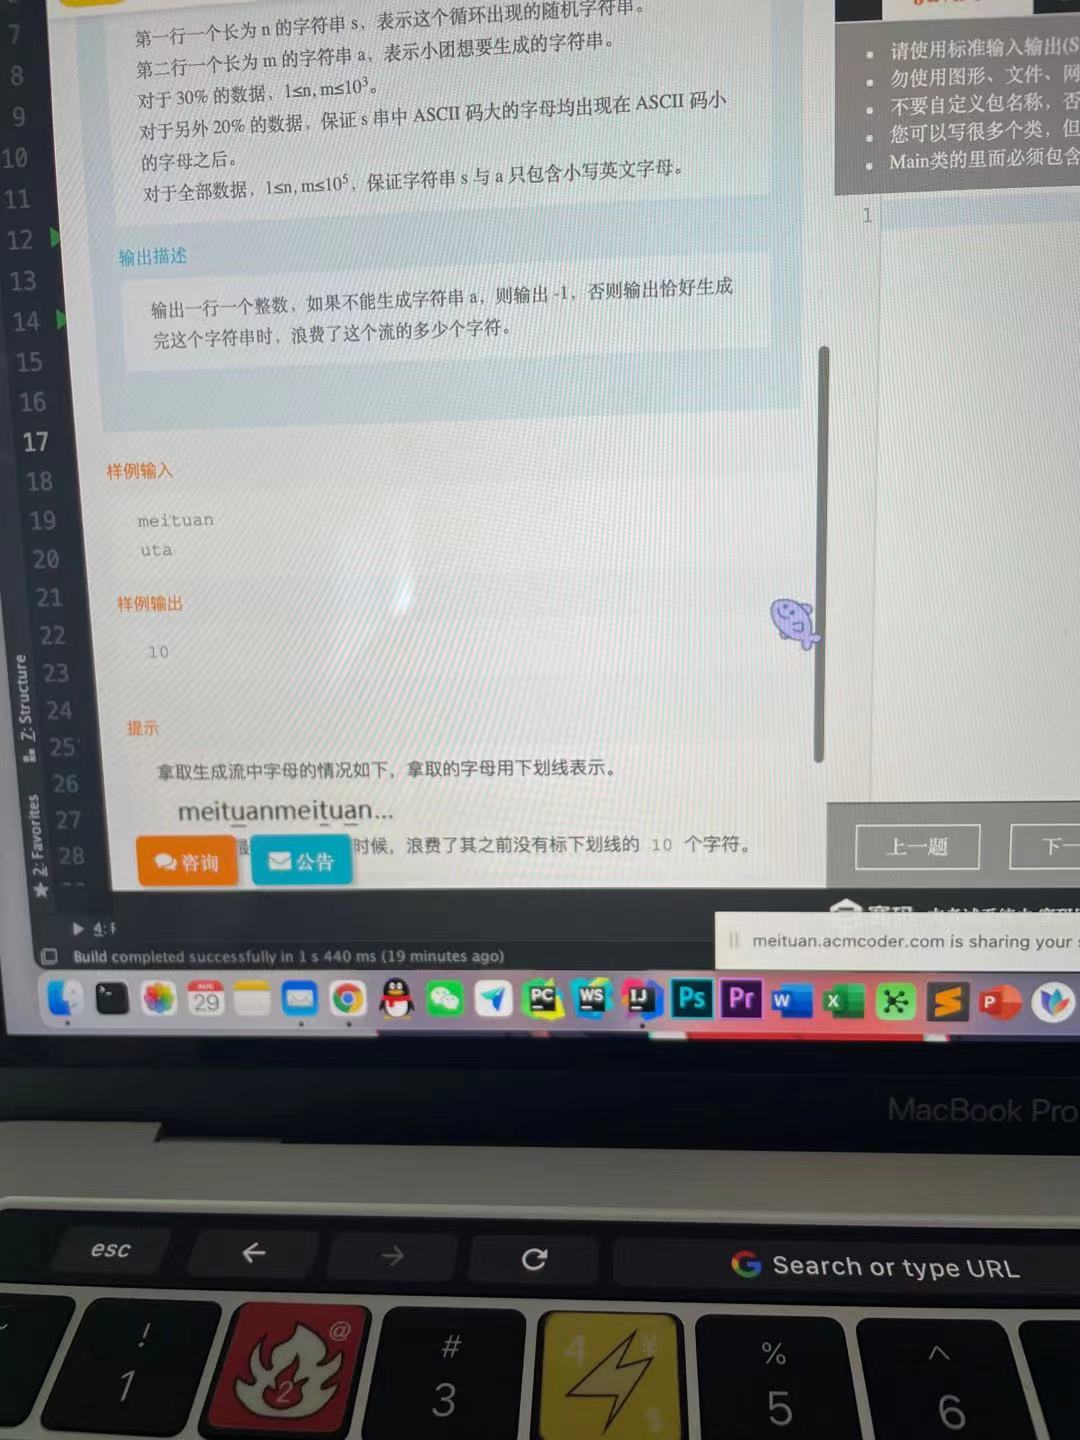 第一行一个长为 n 的字符串 s，表示这个循环出现的随机字符串。
第二行一个长为 m 的字符串 a，表示小团想要生成的字符串。
对于 30% 的数据，1≤n, m≤10³。
对于另外 20% 的数据，保证 s 串中 ASCII 码大的字母均出现在 ASCII 码小
的字母之后。
对于全部数据，1≤n, m≤10⁵，保证字符串 s 与 a 只包含小写英文字母。
输出描述
输出一行一个整数，如果不能生成字符串 a，则输出 -1，否则输出恰好生成
完这个字符串时，浪费了这个流的多少个字符。
样例输入
meituan
uta
样例输出
10
提示
拿取生成流中字母的情况如下，拿取的字母用下划线表示。
meituanmeituan...
时候，浪费了其之前没有标下划线的 10 个字符。
咨询
公告
请使用标准输入输出(S
勿使用图形、文件、网
不要自定义包名称，否
您可以写很多个类，但
Main类的里面必须包含
1
上一题
下一
7
8
9
10
11
12
13
14
15
16
17
18
19
20
21
22
23
24
25
26
27
28
7: Structure
2: Favorites
4:
Build completed successfully in 1 s 440 ms (19 minutes ago)
meituan.acmcoder.com is sharing your s
AUG
29
PC
WS
IJ
Ps
Pr
W
X
P
MacBook Pro
esc
Search or type URL
!
1
@
2
#
3
4
¥
$
%
5
^
6